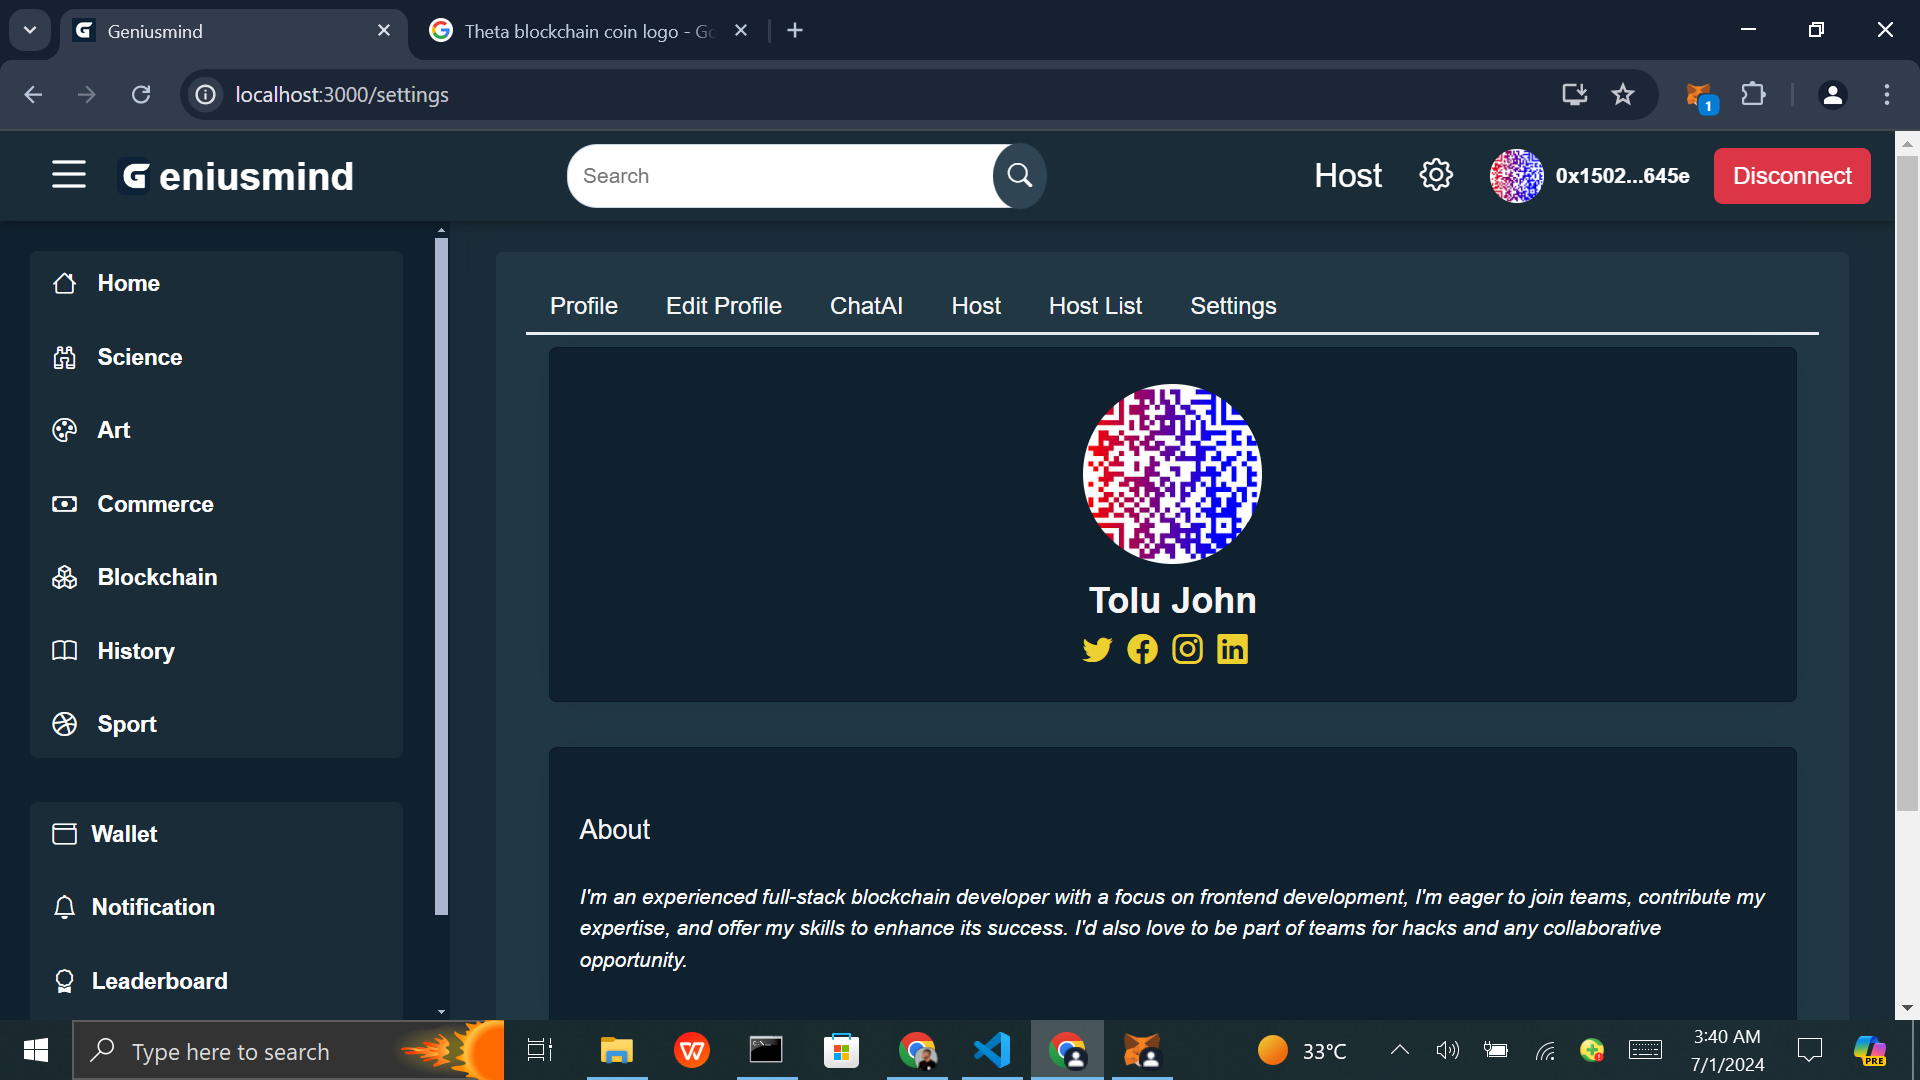 Geniusmind
Theta blockchain coin logo - Go
localhost:3000/settings
1
Geniusmind
Search
Host
0x1502...645e
Disconnect
Home
Science
Art
Commerce
Blockchain
History
Sport
Wallet
Notification
Leaderboard
Profile
Edit Profile
ChatAI
Host
Host List
Settings
Tolu John
About
I'm an experienced full-stack blockchain developer with a focus on frontend development, I'm eager to join teams, contribute my
expertise, and offer my skills to enhance its success. I'd also love to be part of teams for hacks and any collaborative
opportunity.
Type here to search
33°C
3:40 AM
7/1/2024
PRE